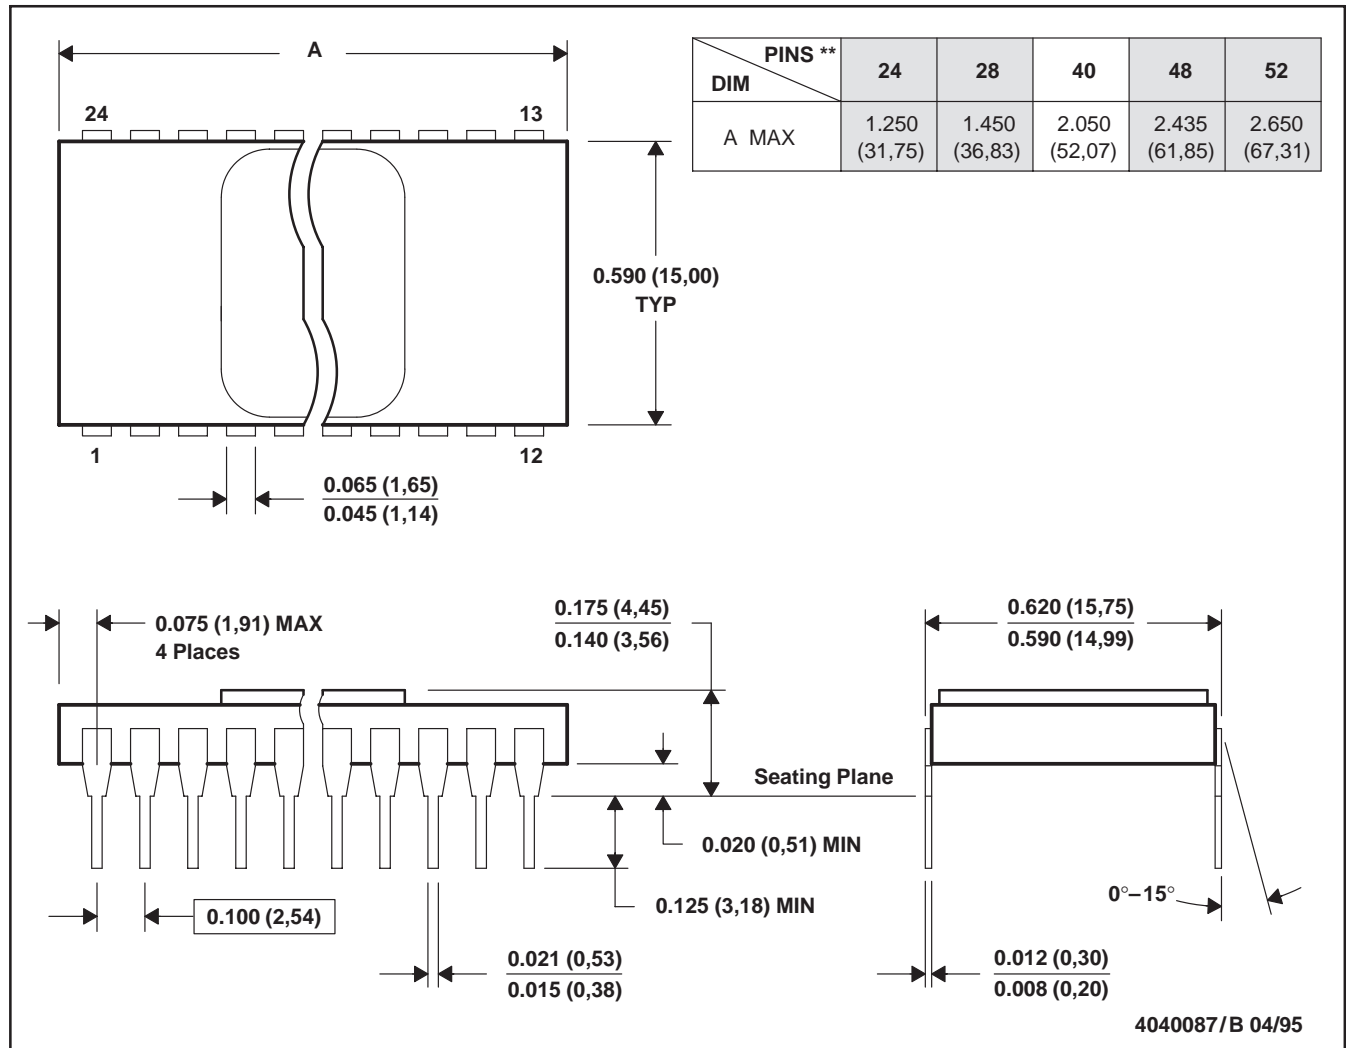 A
24
13
1
12
PINS **
DIM
24
28
40
48
52
A MAX
1.250
(31,75)
1.450
(36,83)
2.050
(52,07)
2.435
(61,85)
2.650
(67,31)
0.590 (15,00)
TYP
0.065 (1,65)
0.045 (1,14)
0.075 (1,91) MAX
4 Places
0.175 (4,45)
0.140 (3,56)
0.620 (15,75)
0.590 (14,99)
Seating Plane
0.020 (0,51) MIN
0.125 (3,18) MIN
0°–15°
0.100 (2,54)
0.021 (0,53)
0.015 (0,38)
0.012 (0,30)
0.008 (0,20)
4040087/B 04/95